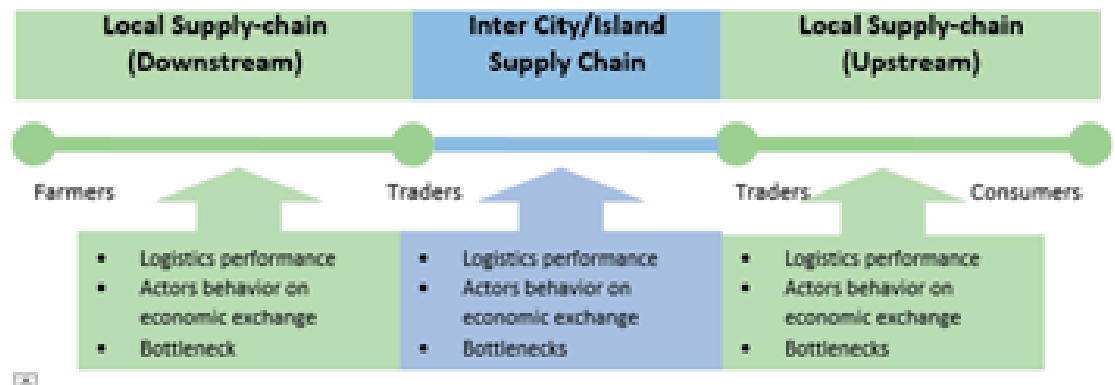 Local Supply-chain
(Downstream)
Inter City/Island
Supply Chain
Local Supply-chain
(Upstream)
Farmers
Traders
Traders
Consumers
• Logistics performance
• Actors behavior on
economic exchange
• Bottleneck
• Logistics performance
• Actors behavior on
economic exchange
• Bottlenecks
• Logistics performance
• Actors behavior on
economic exchange
• Bottlenecks